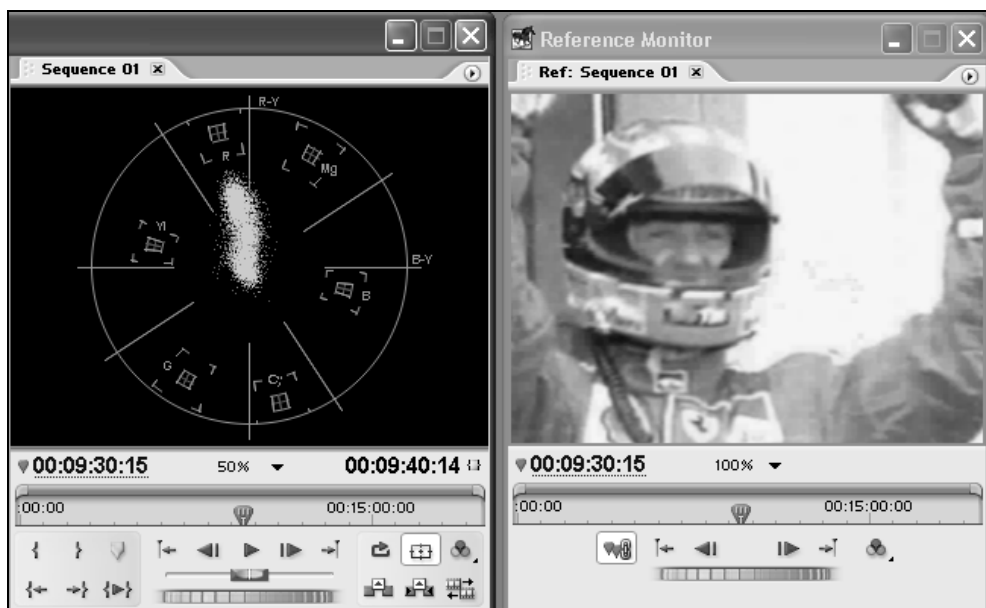 Sequence 01
R-Y
R
Mg
Yl
B-Y
B
G
Cy
00:09:30:15
50%
00:09:40:14
:00:00
00:15:00:00
Reference Monitor
Ref: Sequence 01
00:09:30:15
100%
:00:00
00:15:00:00